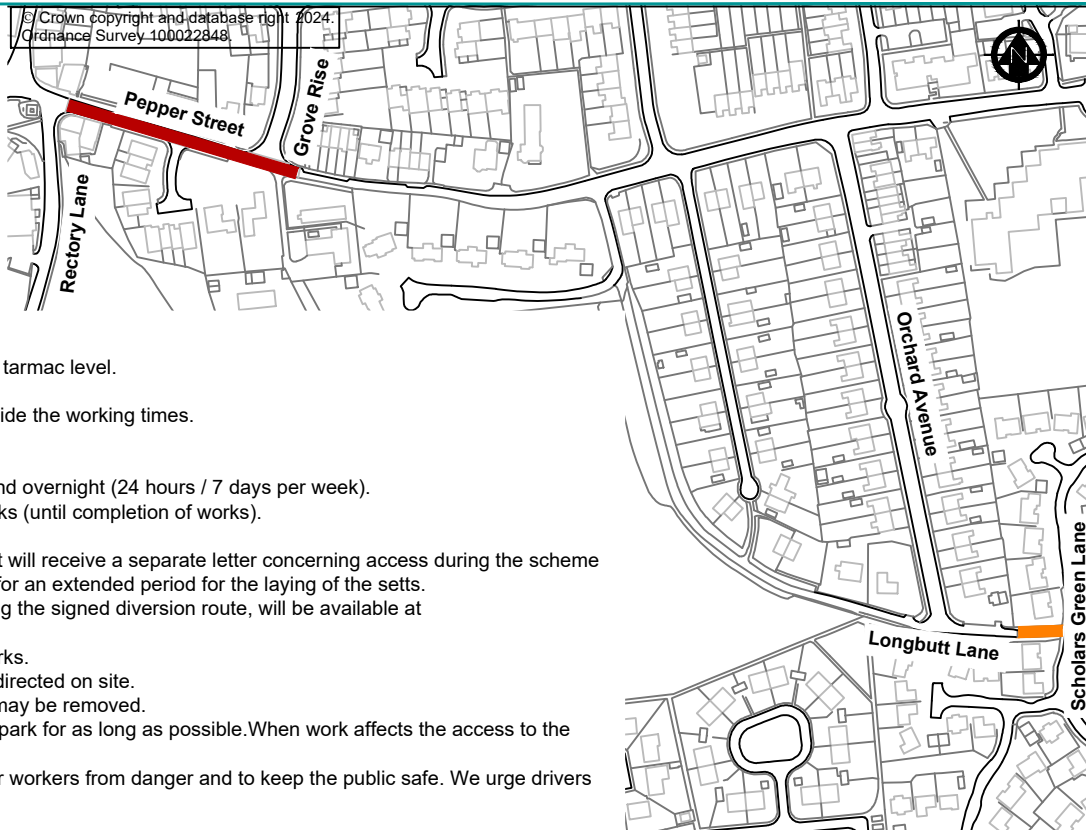 © Crown copyright and database right 2024.
Ordnance Survey 100022848.
N
Pepper Street
Grove Rise
Rectory Lane
Orchard Avenue
Longbutt Lane
Scholars Green Lane
tarmac level.
ide the working times.
nd overnight (24 hours / 7 days per week).
ks (until completion of works).
t will receive a separate letter concerning access during the scheme
for an extended period for the laying of the setts.
g the signed diversion route, will be available at
rks.
directed on site.
may be removed.
park for as long as possible.When work affects the access to the
r workers from danger and to keep the public safe. We urge drivers